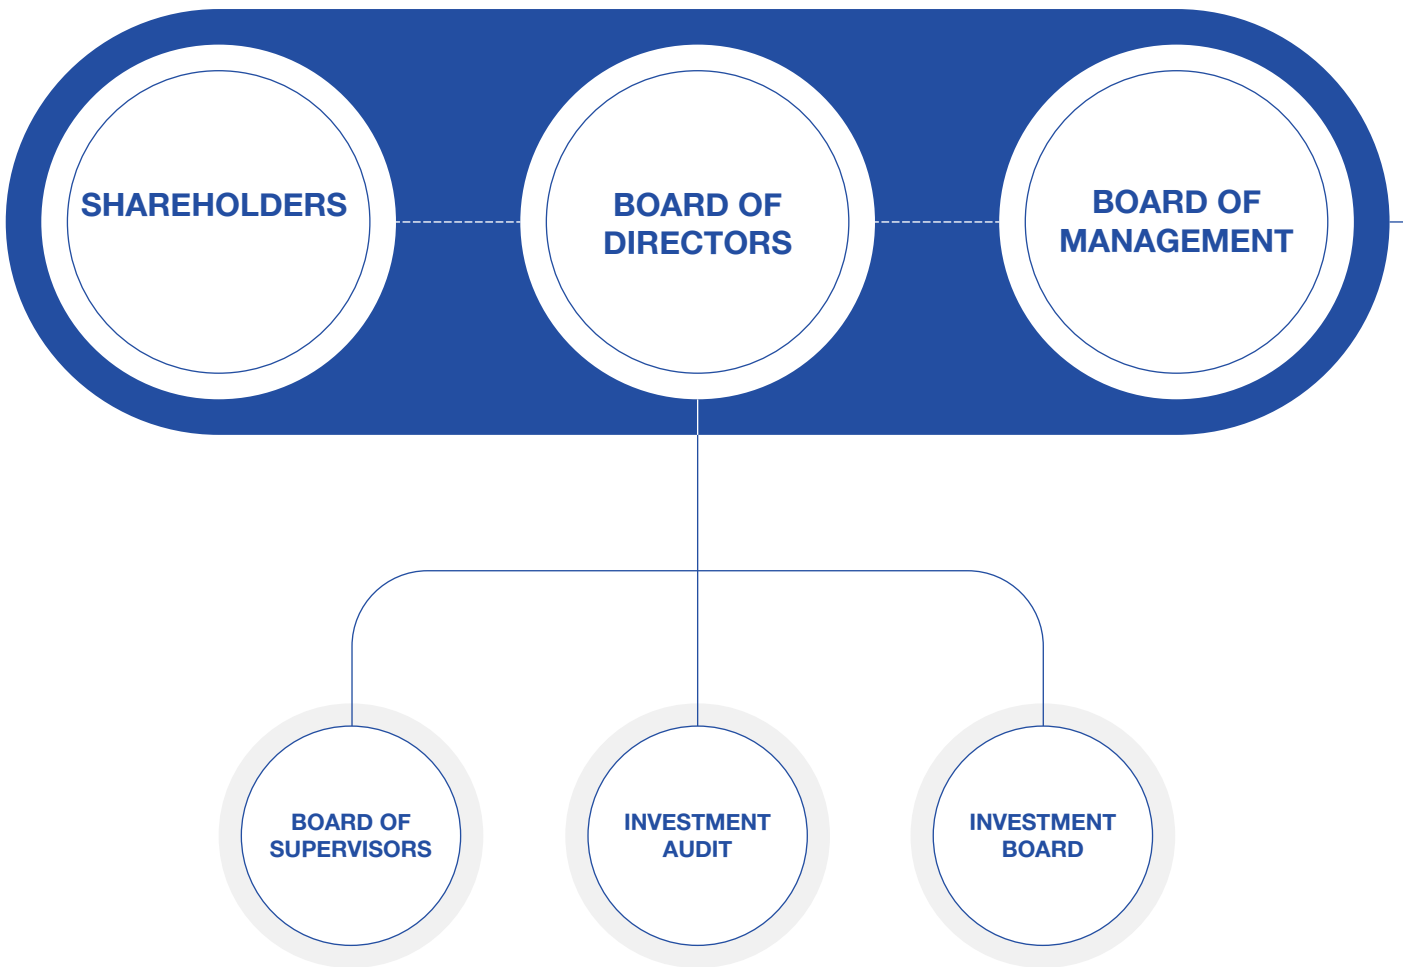 SHAREHOLDERS
BOARD OF
DIRECTORS
BOARD OF
MANAGEMENT
BOARD OF
SUPERVISORS
INVESTMENT
AUDIT
INVESTMENT
BOARD